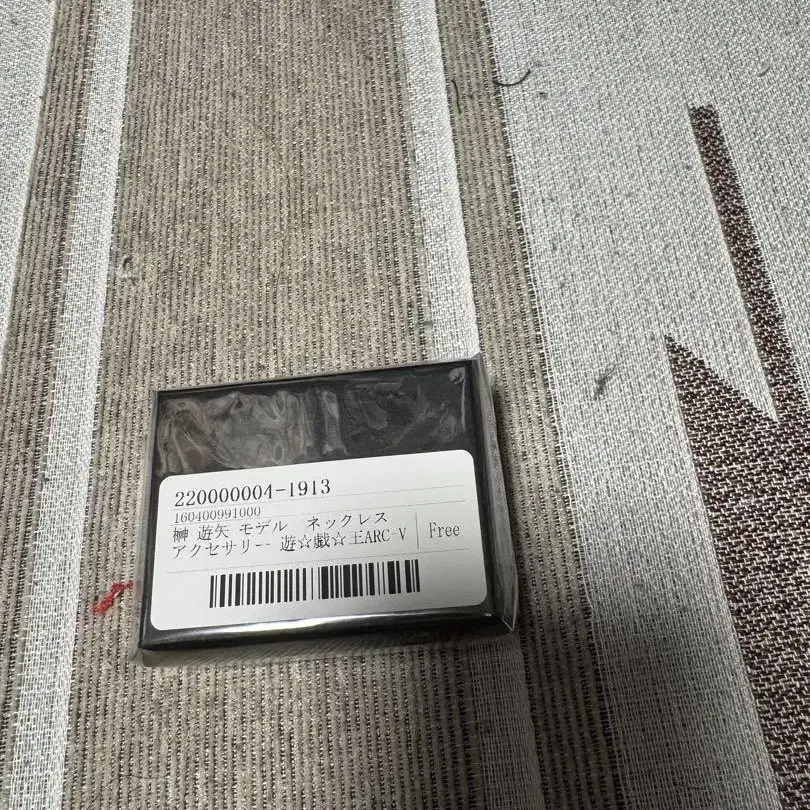 220000004-1913
160400991000
榊 遊矢 モデル　ネックレス
アクセサリー 遊☆戯☆王ARC-V
Free